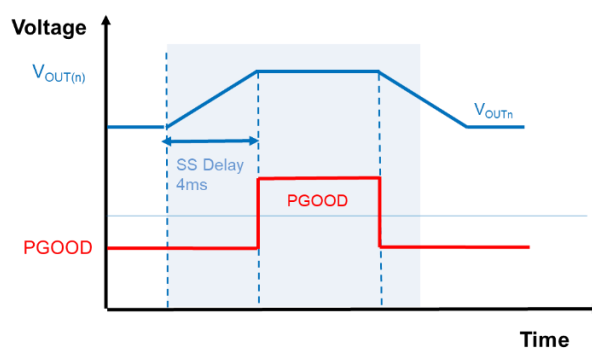 Voltage
VOUT(n)
VOUTn
SS Delay
4ms
PGOOD
PGOOD
Time